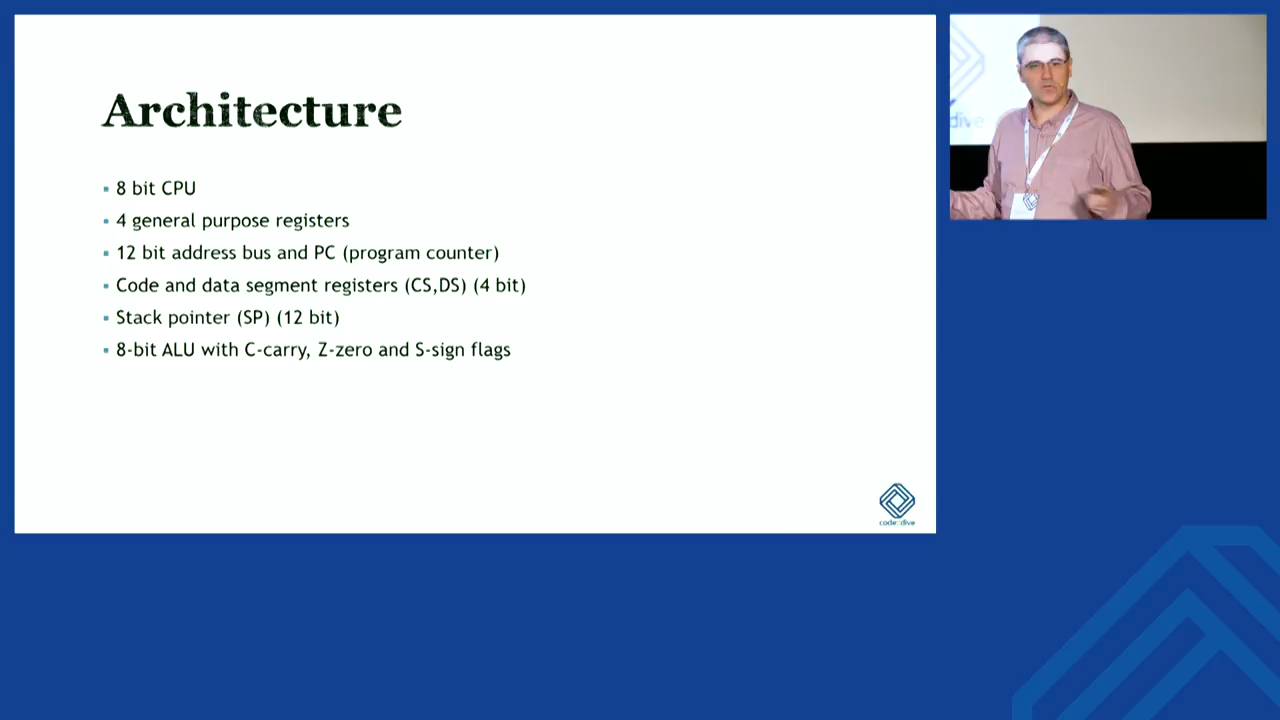 Architecture
8 bit CPU
4 general purpose registers
12 bit address bus and PC (program counter)
Code and data segment registers (CS,DS) (4 bit)
Stack pointer (SP) (12 bit)
8-bit ALU with C-carry, Z-zero and S-sign flags
code::dive
dive